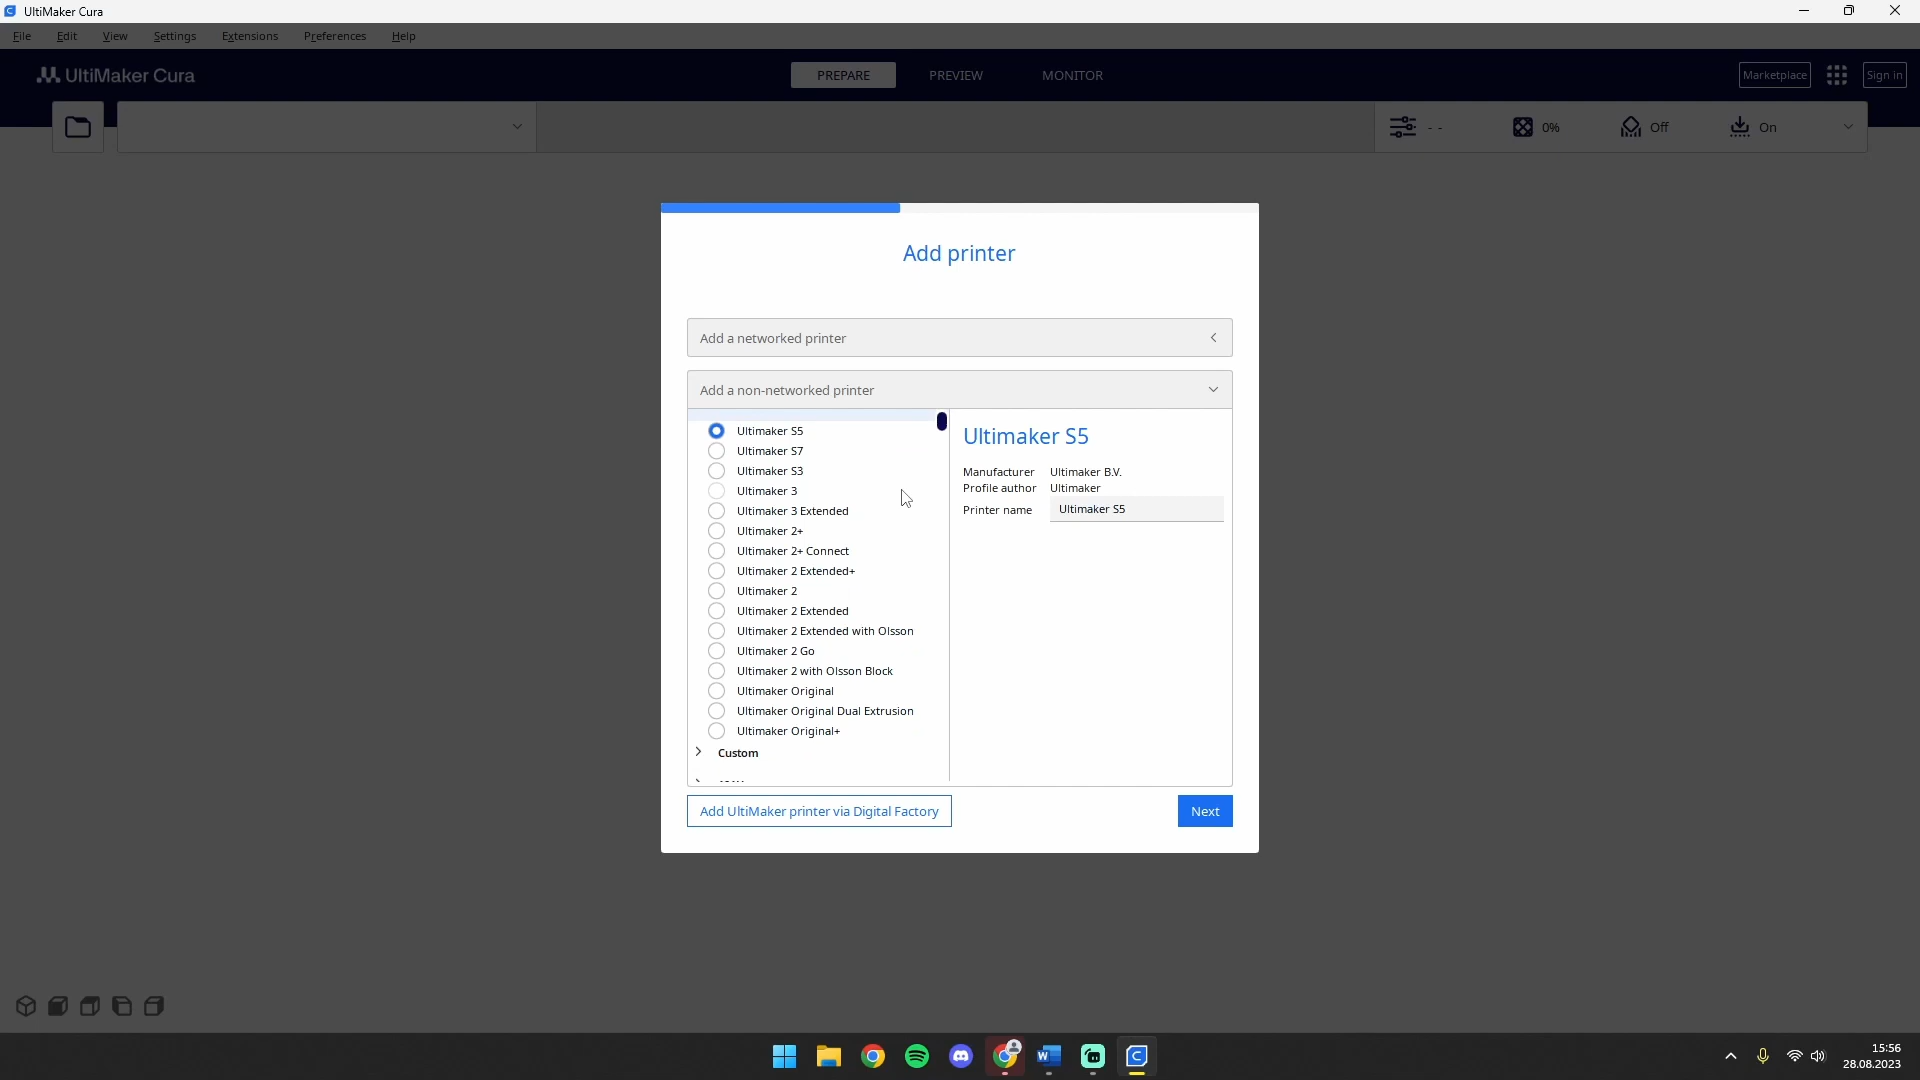 UltiMaker Cura
File Edit View Settings Extensions Preferences Help
UltiMaker Cura PREPARE PREVIEW MONITOR Marketplace Sign in
- - 0% Off On
Add printer
Add a networked printer
Add a non-networked printer
Ultimaker S5
Ultimaker S7
Ultimaker S3
Ultimaker 3
Ultimaker 3 Extended
Ultimaker 2+
Ultimaker 2+ Connect
Ultimaker 2 Extended+
Ultimaker 2
Ultimaker 2 Extended
Ultimaker 2 Extended with Olsson
Ultimaker 2 Go
Ultimaker 2 with Olsson Block
Ultimaker Original
Ultimaker Original Dual Extrusion
Ultimaker Original+
Custom
Ultimaker S5
Manufacturer Ultimaker B.V.
Profile author Ultimaker
Printer name Ultimaker S5
Add UltiMaker printer via Digital Factory
Next
15:56
28.08.2023